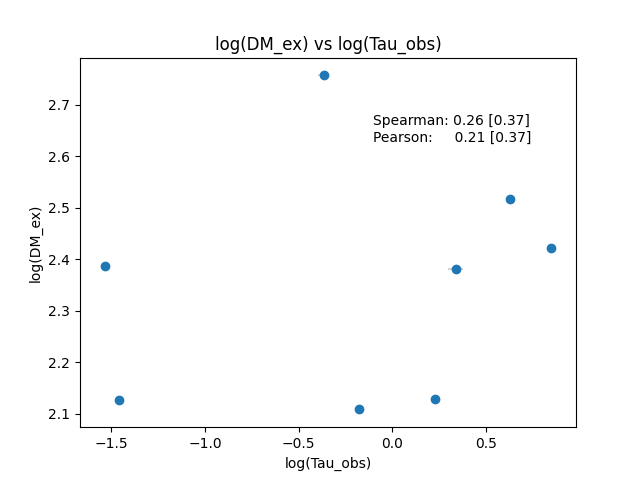 log(DM_ex) vs log(Tau_obs)
Spearman: 0.26 [0.37]
Pearson: 0.21 [0.37]
log(DM_ex)
2.7
2.6
2.5
2.4
2.3
2.2
2.1
−1.5 −1.0 −0.5 0.0 0.5
log(Tau_obs)